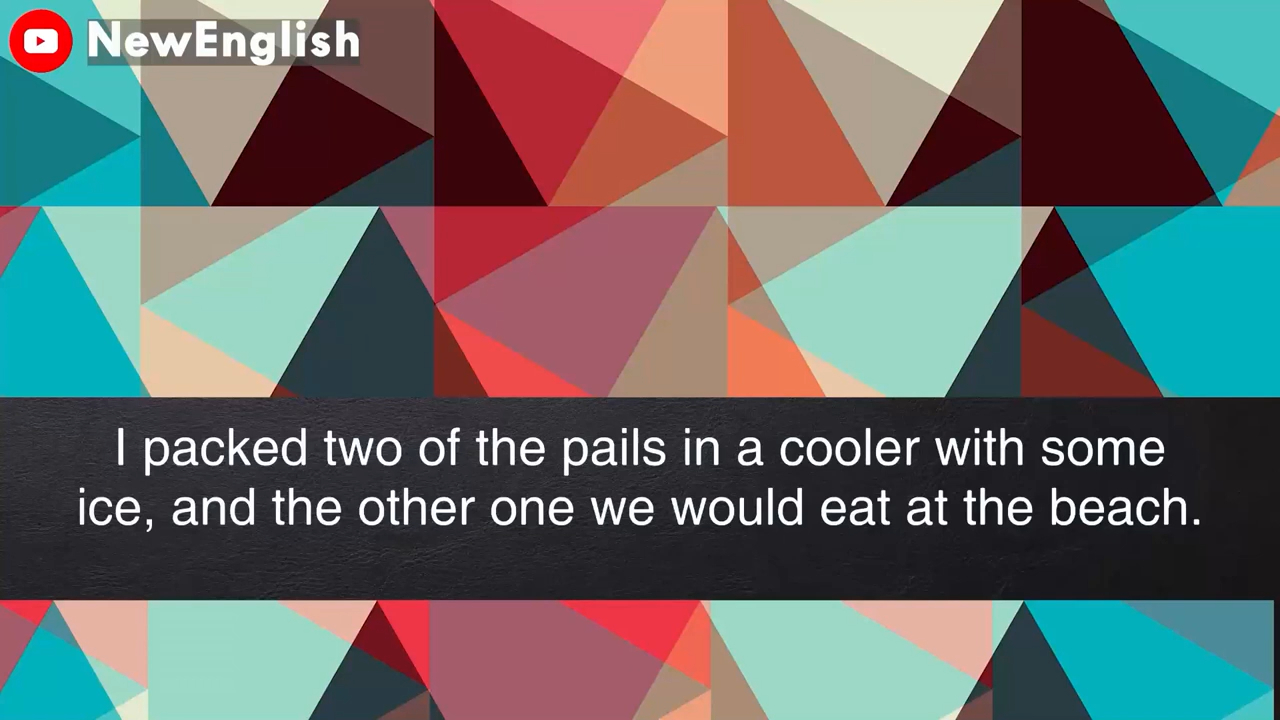 NewEnglish
I packed two of the pails in a cooler with some
ice, and the other one we would eat at the beach.